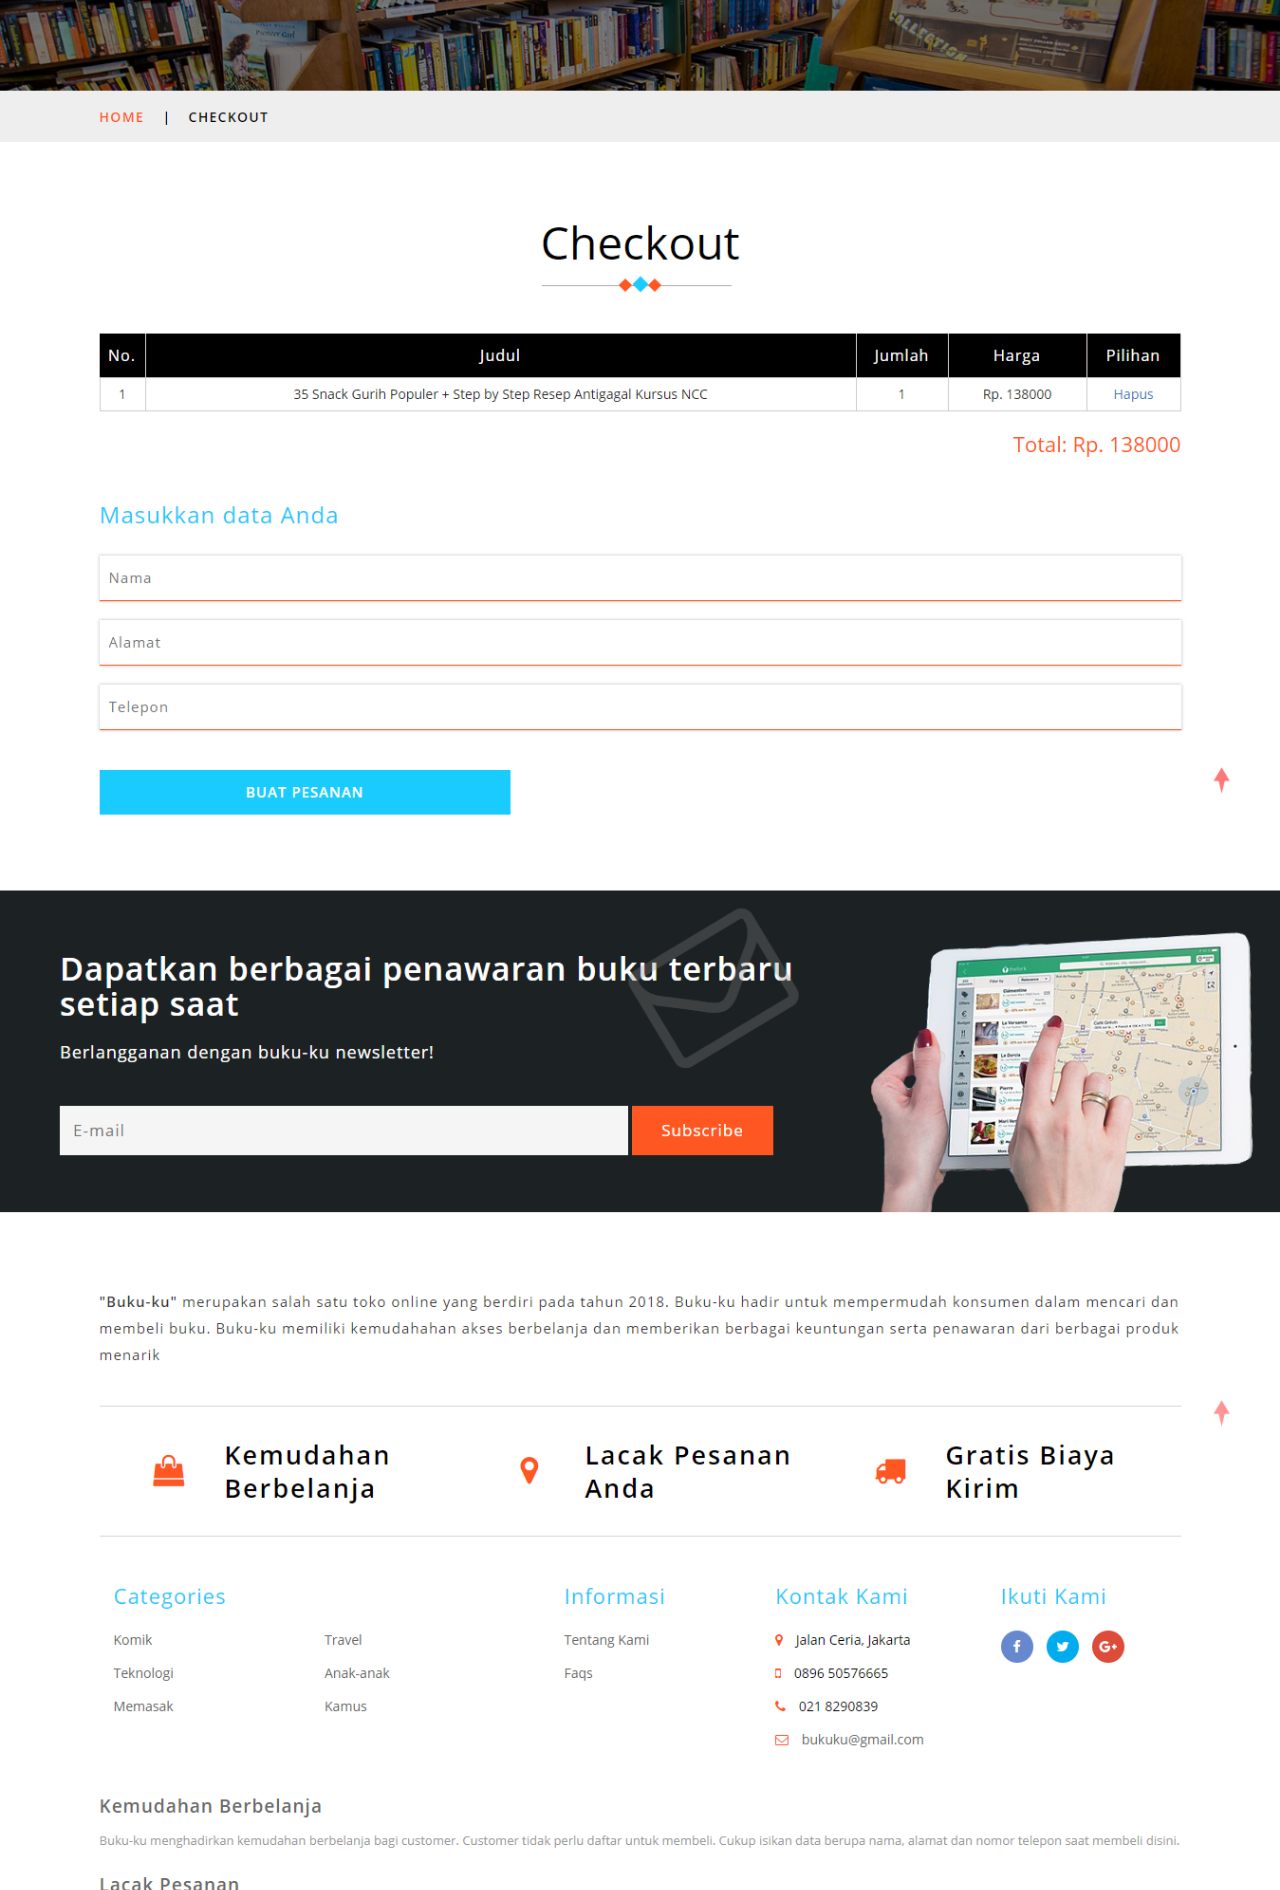 Pioneer Girl
COLLECTION
HOME | CHECKOUT
Checkout
No. Judul Jumlah Harga Pilihan
1 35 Snack Gurih Populer + Step by Step Resep Antigagal Kursus NCC 1 Rp. 138000 Hapus
Total: Rp. 138000
Masukkan data Anda
Nama
Alamat
Telepon
BUAT PESANAN
Dapatkan berbagai penawaran buku terbaru
setiap saat
Berlangganan dengan buku-ku newsletter!
E-mail Subscribe
"Buku-ku" merupakan salah satu toko online yang berdiri pada tahun 2018. Buku-ku hadir untuk mempermudah konsumen dalam mencari dan
membeli buku. Buku-ku memiliki kemudahahan akses berbelanja dan memberikan berbagai keuntungan serta penawaran dari berbagai produk
menarik
Kemudahan
Berbelanja
Lacak Pesanan
Anda
Gratis Biaya
Kirim
Categories
Komik Travel
Teknologi Anak-anak
Memasak Kamus
Informasi
Tentang Kami
Faqs
Kontak Kami
Jalan Ceria, Jakarta
0896 50576665
021 8290839
bukuku@gmail.com
Ikuti Kami
Kemudahan Berbelanja
Buku-ku menghadirkan kemudahan berbelanja bagi customer. Customer tidak perlu daftar untuk membeli. Cukup isikan data berupa nama, alamat dan nomor telepon saat membeli disini.
Lacak Pesanan